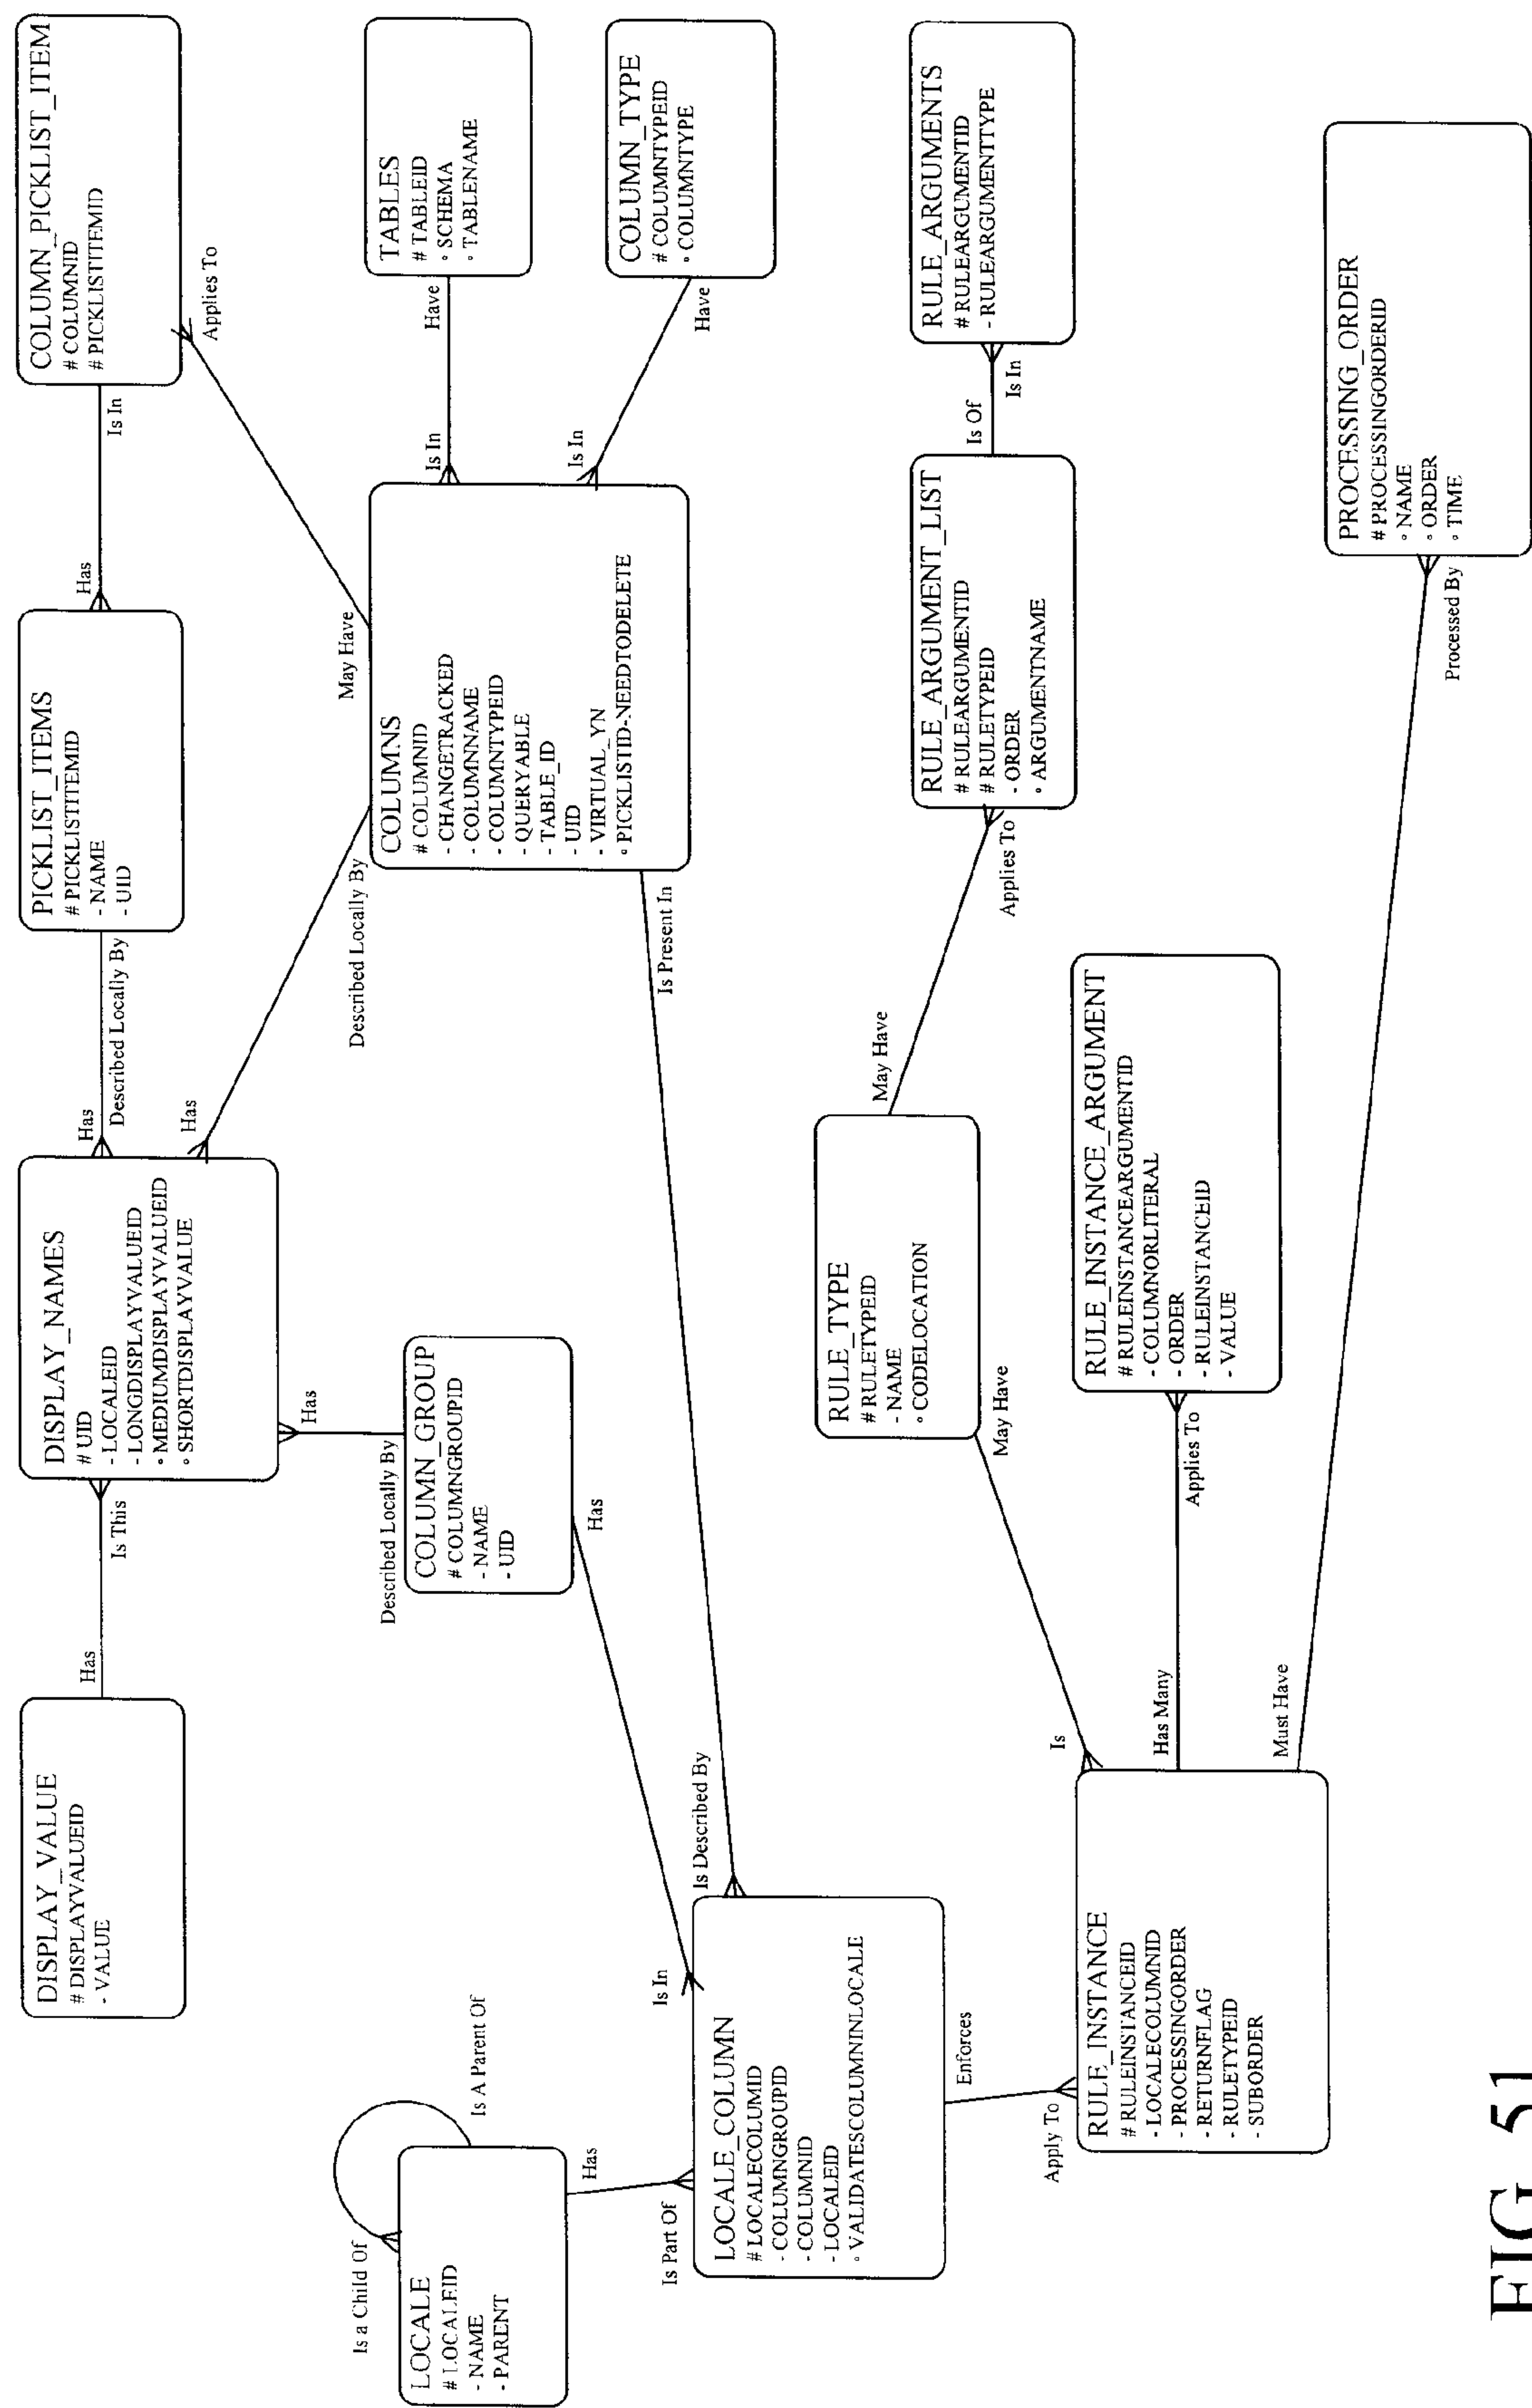 DISPLAY_VALUE
# DISPLAYVALUEID
- VALUE
Has
Is This
DISPLAY_NAMES
# UID
- LOCALEID
- LONGDISPLAYVALUEID
∘ MEDIUMDISPLAYVALUEID
∘ SHORTDISPLAYVALUE
Has
Described Locally By
PICKLIST_ITEMS
# PICKLISTITEMID
- NAME
- UID
Has
Is In
COLUMN_PICKLIST_ITEM
# COLUMNID
# PICKLISTITEMID
Has
Described Locally By
May Have
Applies To
Has
Described Locally By
COLUMN_GROUP
# COLUMNGROUPID
- NAME
- UID
Has
Is In
COLUMNS
# COLUMNID
- CHANGETRACKED
- COLUMNNAME
- COLUMNTYPEID
- QUERYABLE
- TABLE_ID
- UID
- VIRTUAL_YN
∘ PICKLISTID-NEEDTODELETE
Is In
Have
TABLES
# TABLEID
∘ SCHEMA
∘ TABLENAME
Is In
Have
COLUMN_TYPE
# COLUMNTYPEID
∘ COLUMNTYPE
Is Present In
Is Described By
Is a Child Of
Is A Parent Of
LOCALE
# LOCALEID
- NAME
- PARENT
Has
Is Part Of
LOCALE_COLUMN
# LOCALECOLUMID
- COLUMNGROUPID
- COLUMNID
- LOCALEID
∘ VALIDATESCOLUMNINLOCALE
Enforces
Apply To
RULE_TYPE
# RULETYPEID
- NAME
∘ CODELOCATION
May Have
Applies To
RULE_ARGUMENT_LIST
# RULEARGUMENTID
# RULETYPEID
- ORDER
∘ ARGUMENTNAME
Is Of
Is In
RULE_ARGUMENTS
# RULEARGUMENTID
- RULEARGUMENTTYPE
May Have
Is
RULE_INSTANCE
# RULEINSTANCEID
- LOCALECOLUMNID
- PROCESSINGORDER
- RETURNFLAG
- RULETYPEID
- SUBORDER
Has Many
Applies To
RULE_INSTANCE_ARGUMENT
# RULEINSTANCEARGUMENTID
- COLUMNORLITERAL
- ORDER
- RULEINSTANCEID
- VALUE
Must Have
Processed By
PROCESSING_ORDER
# PROCESSINGORDERID
∘ NAME
∘ ORDER
∘ TIME
FIG. 51